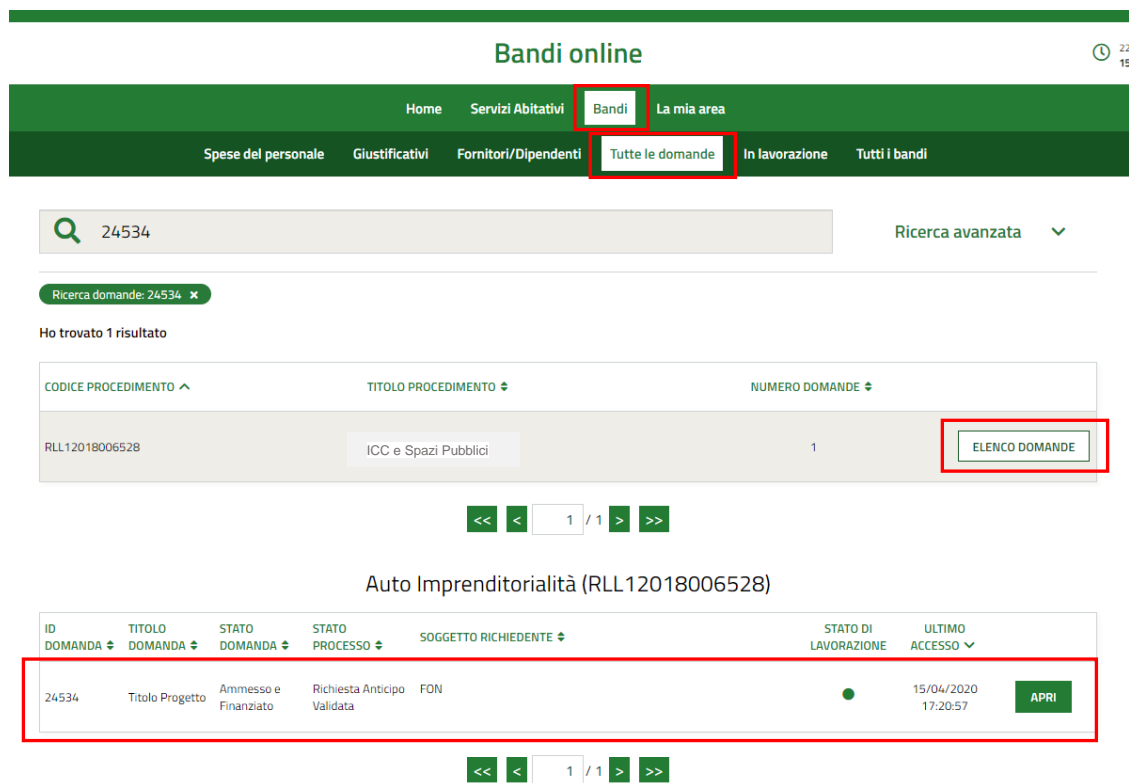 Bandi online
22
15
Home Servizi Abitativi Bandi La mia area
Spese del personale Giustificativi Fornitori/Dipendenti Tutte le domande In lavorazione Tutti i bandi
24534 Ricerca avanzata
Ricerca domande: 24534 ×
Ho trovato 1 risultato
CODICE PROCEDIMENTO TITOLO PROCEDIMENTO NUMERO DOMANDE
RLL12018006528 ICC e Spazi Pubblici 1 ELENCO DOMANDE
<< < 1 / 1 > >>
Auto Imprenditorialità (RLL12018006528)
ID TITOLO STATO STATO SOGGETTO RICHIEDENTE STATO DI ULTIMO
DOMANDA DOMANDA DOMANDA PROCESSO LAVORAZIONE ACCESSO
24534 Titolo Progetto Ammesso e Richiesta Anticipo FON 15/04/2020 APRI
Finanziato Validata 17:20:57
<< < 1 / 1 > >>